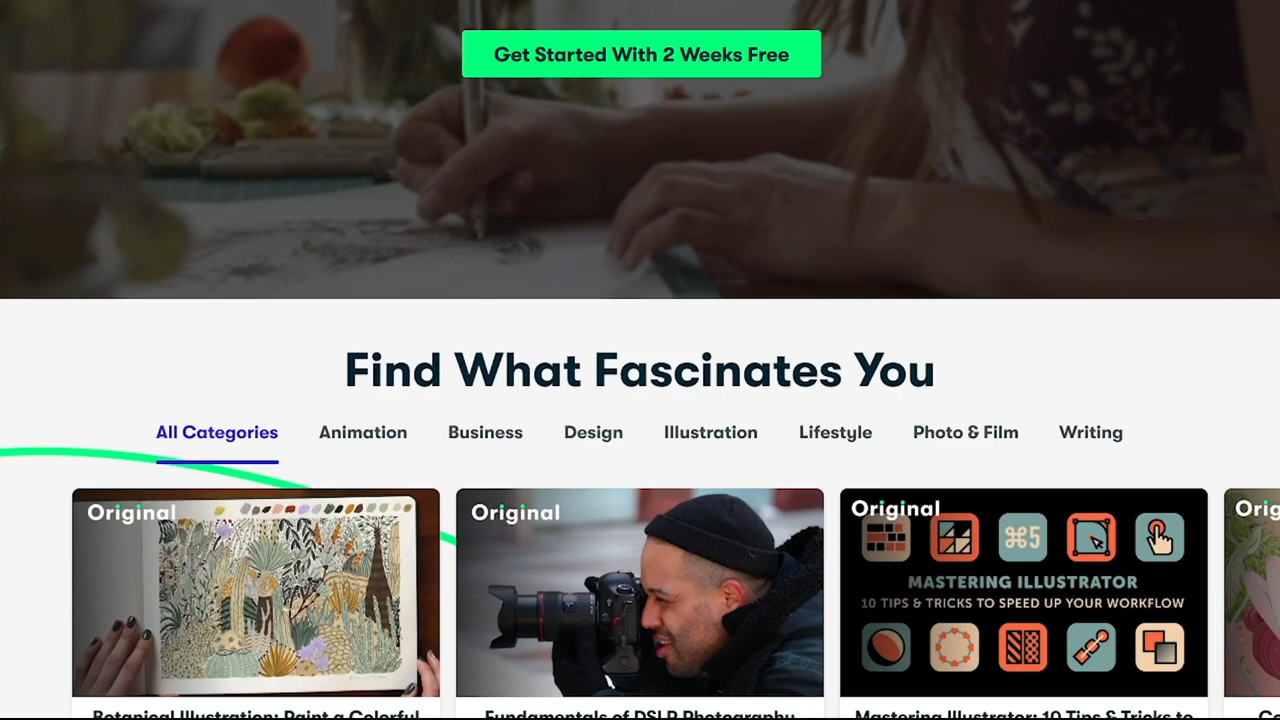 Get Started With 2 Weeks Free
Find What Fascinates You
All Categories Animation Business Design Illustration Lifestyle Photo & Film Writing
Original Original Original Orig
⌘5
MASTERING ILLUSTRATOR
10 TIPS & TRICKS TO SPEED UP YOUR WORKFLOW
Botanical Illustration: Paint a Colorful Fundamentals of DSLR Photography Mastering Illustrator: 10 Tips & Tricks to